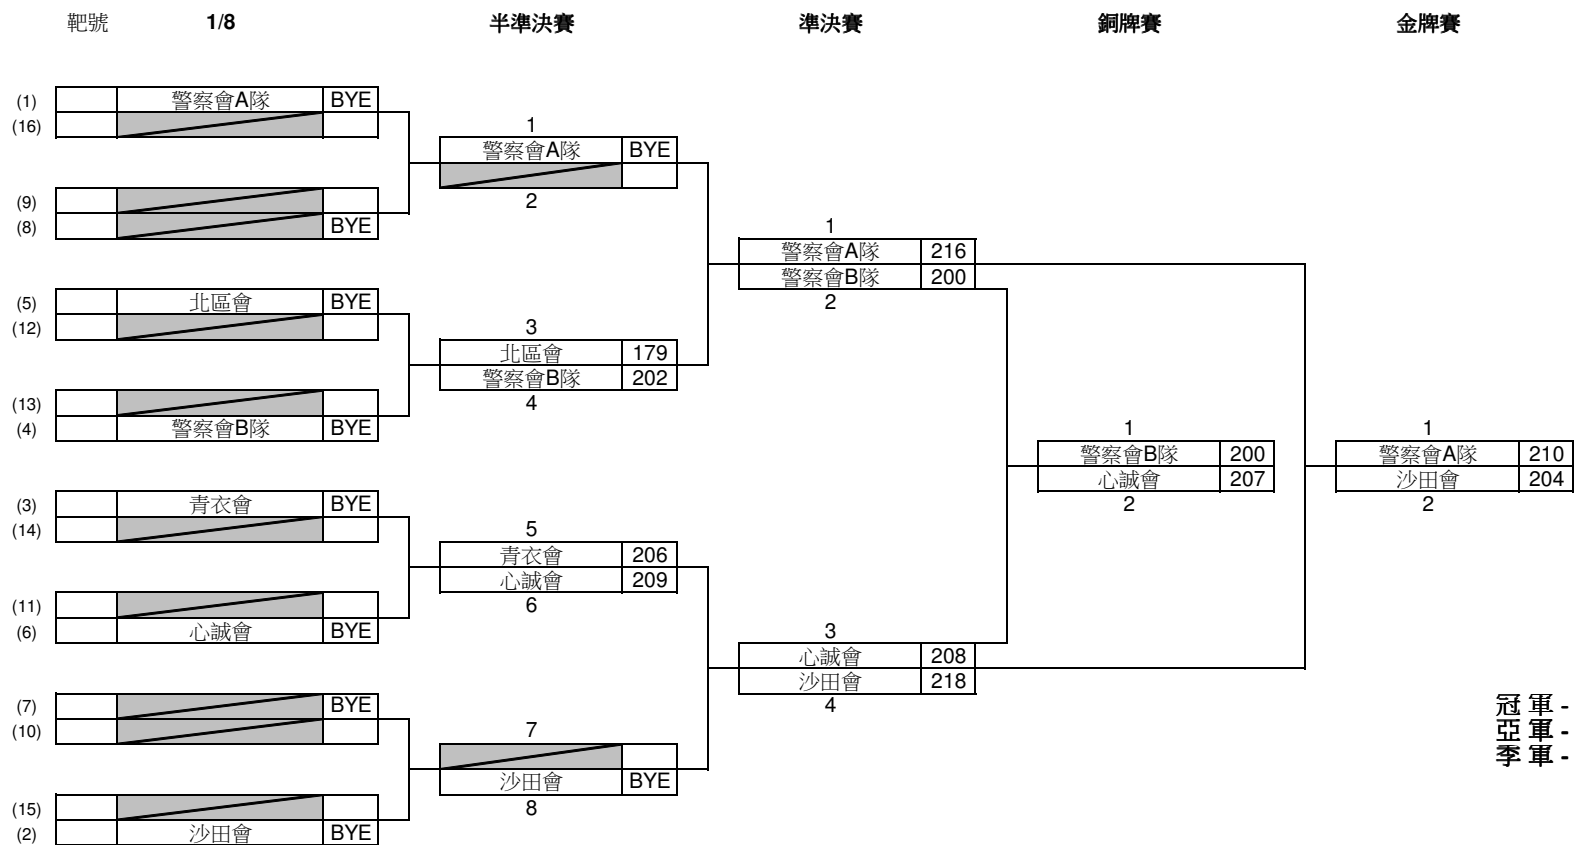 靶號 1/8 半準決賽 準決賽 銅牌賽 金牌賽
(1) 警察會A隊 BYE
(16)
1
警察會A隊 BYE
2
(9)
(8) BYE
1
警察會A隊 216
警察會B隊 200
2
(5) 北區會 BYE
(12)
3
北區會 179
警察會B隊 202
4
(13)
(4) 警察會B隊 BYE
1
警察會B隊 200
心誠會 207
2
1
警察會A隊 210
沙田會 204
2
(3) 青衣會 BYE
(14)
5
青衣會 206
心誠會 209
6
(11)
(6) 心誠會 BYE
3
心誠會 208
沙田會 218
4
(7) BYE
(10)
7
沙田會 BYE
8
(15)
(2) 沙田會 BYE
冠軍-
亞軍-
季軍-